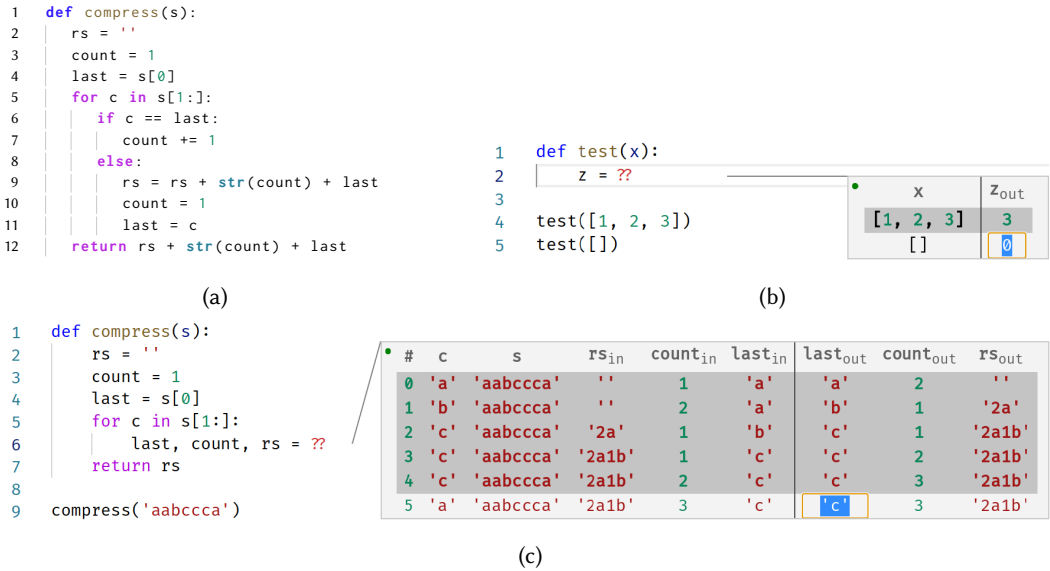 1 def compress(s):
2 rs = ''
3 count = 1
4 last = s[0]
5 for c in s[1:]:
6 if c == last:
7 count += 1
8 else:
9 rs = rs + str(count) + last
10 count = 1
11 last = c
12 return rs + str(count) + last
(a)
1 def test(x):
2 z = ??
3
4 test([1, 2, 3])
5 test([])
x z_out
[1, 2, 3] 3
[] 0
(b)
1 def compress(s):
2 rs = ''
3 count = 1
4 last = s[0]
5 for c in s[1:]:
6 last, count, rs = ??
7 return rs
8
9 compress('aabccca')
# c s rs_in count_in last_in last_out count_out rs_out
0 'a' 'aabccca' '' 1 'a' 'a' 2 ''
1 'b' 'aabccca' '' 2 'a' 'b' 1 '2a'
2 'c' 'aabccca' '2a' 1 'b' 'c' 1 '2a1b'
3 'c' 'aabccca' '2a1b' 1 'c' 'c' 2 '2a1b'
4 'c' 'aabccca' '2a1b' 2 'c' 'c' 3 '2a1b'
5 'a' 'aabccca' '2a1b' 3 'c' 'c' 3 '2a1b'
(c)